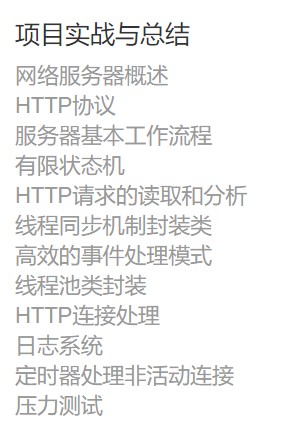 项目实战与总结
网络服务器概述
HTTP协议
服务器基本工作流程
有限状态机
HTTP请求的读取和分析
线程同步机制封装类
高效的事件处理模式
线程池类封装
HTTP连接处理
日志系统
定时器处理非活动连接
压力测试